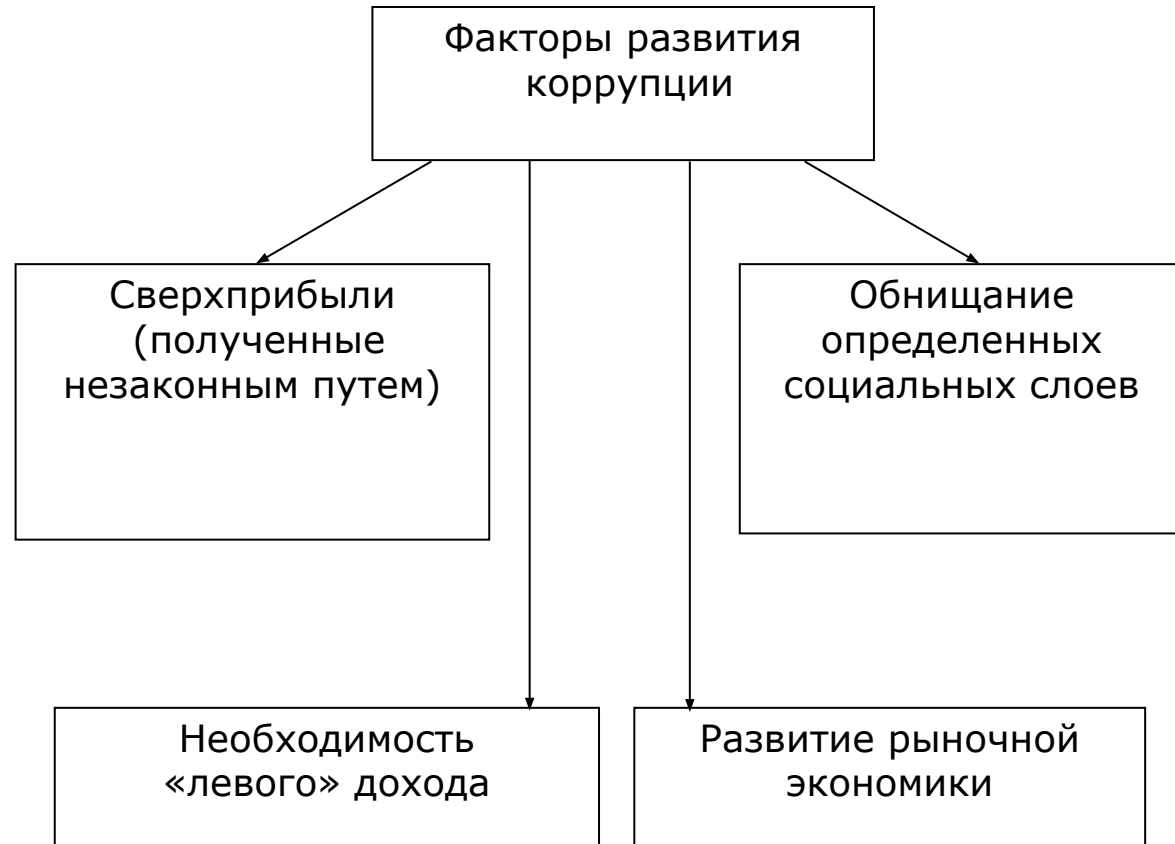 Факторы развития
коррупции
Сверхприбыли
(полученные
незаконным путем)
Обнищание
определенных
социальных слоев
Необходимость
«левого» дохода
Развитие рыночной
экономики